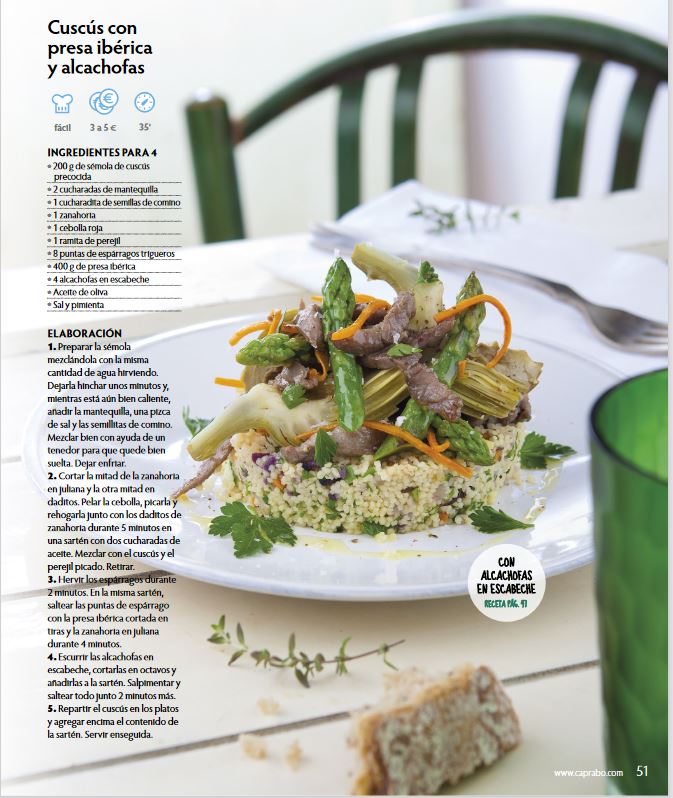 Cuscús con
presa ibérica
y alcachofas
fácil
3 a 5 €
35'
INGREDIENTES PARA 4
• 200 g de sémola de cuscús
precocida
• 2 cucharadas de mantequilla
• 1 cucharadita de semillas de comino
• 1 zanahoria
• 1 cebolla roja
• 1 ramita de perejil
• 8 puntas de espárragos trigueros
• 400 g de presa ibérica
• 4 alcachofas en escabeche
• Aceite de oliva
• Sal y pimienta
ELABORACIÓN
1. Preparar la sémola
mezclándola con la misma
cantidad de agua hirviendo.
Dejarla hinchar unos minutos y,
mientras está aún bien caliente,
añadir la mantequilla, una pizca
de sal y las semillitas de comino.
Mezclar bien con ayuda de un
tenedor para que quede bien
suelta. Dejar enfriar.
2. Cortar la mitad de la zanahoria
en juliana y la otra mitad en
daditos. Pelar la cebolla, picarla y
rehogarla junto con los daditos de
zanahoria durante 5 minutos en
una sartén con dos cucharadas de
aceite. Mezclar con el cuscús y el
perejil picado. Retirar.
3. Hervir los espárragos durante
2 minutos. En la misma sartén,
saltear las puntas de espárrago
con la presa ibérica cortada en
tiras y la zanahoria en juliana
durante 4 minutos.
4. Escurrir las alcachofas en
escabeche, cortarlas en octavos y
añadirlas a la sartén. Salpimentar y
saltear todo junto 2 minutos más.
5. Repartir el cuscús en los platos
y agregar encima el contenido de
la sartén. Servir enseguida.
CON
ALCACHOFAS
EN ESCABECHE
RECETA PÁG. 47
www.caprabo.com 51